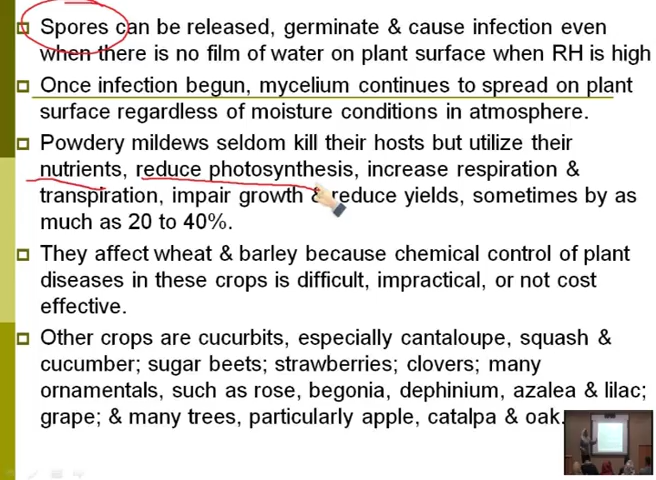 Spores can be released, germinate & cause infection even
when there is no film of water on plant surface when RH is high
Once infection begun, mycelium continues to spread on plant
surface regardless of moisture conditions in atmosphere.
Powdery mildews seldom kill their hosts but utilize their
nutrients, reduce photosynthesis, increase respiration &
transpiration, impair growth & reduce yields, sometimes by as
much as 20 to 40%.
They affect wheat & barley because chemical control of plant
diseases in these crops is difficult, impractical, or not cost
effective.
Other crops are cucurbits, especially cantaloupe, squash &
cucumber; sugar beets; strawberries; clovers; many
ornamentals, such as rose, begonia, dephinium, azalea & lilac;
grape; & many trees, particularly apple, catalpa & oak.